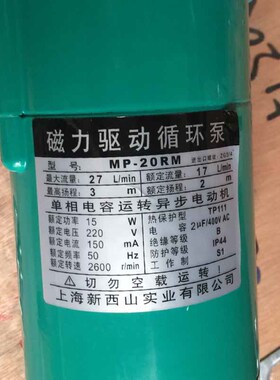 磁力驱动循环泵
型号: MP-20RM 进出口螺纹
最大流量: 27 L/min 额定流量: 17 L/min
最高扬程: 3 m 额定扬程: 2 m
单相电容运转异步电动机
额定功率 15 W 热保护型 TP111
额定电压 220 V 电容 2μF/400V AC
额定电流 150 mA 绝缘等级 B
额定频率 50 Hz 防护等级 IP44
额定转速 2600 r/min 工作制 S1
⚠切勿空载运转!
上海新西山实业有限公司